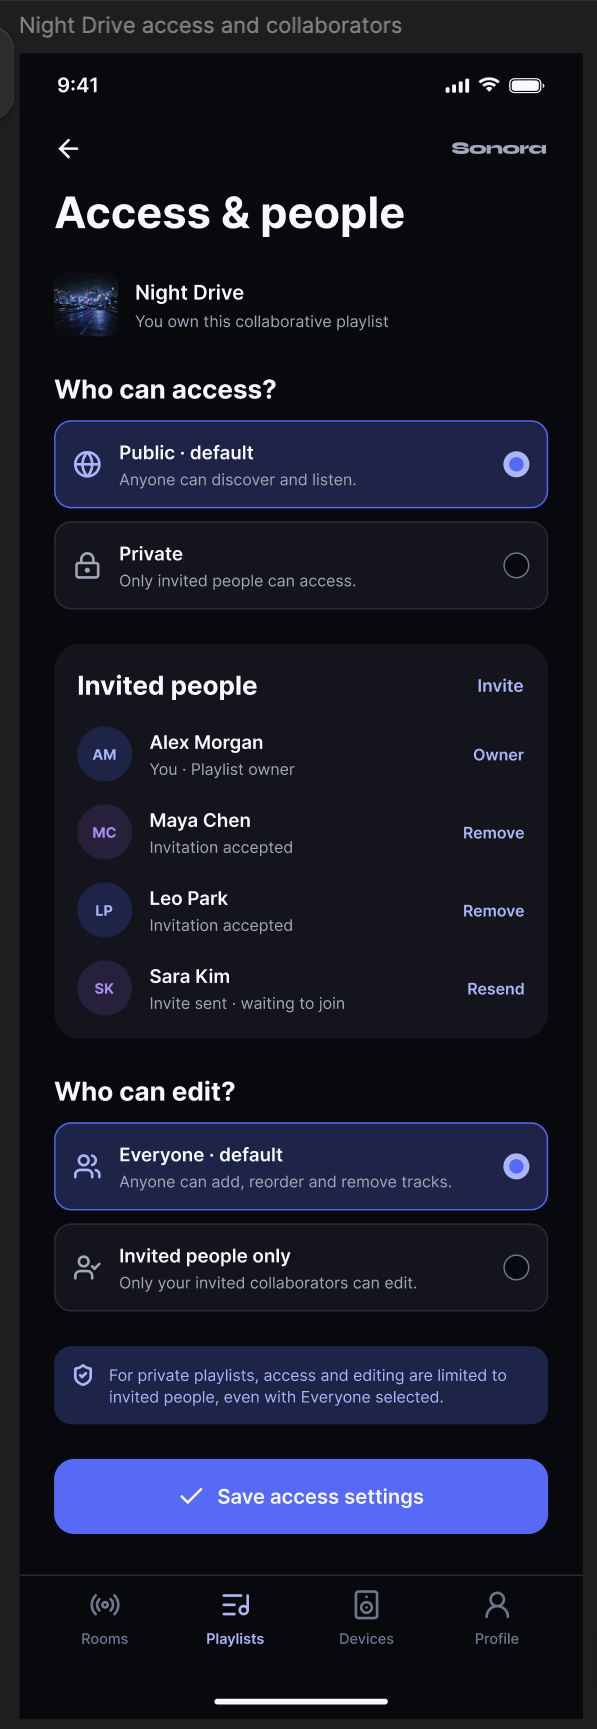 Night Drive access and collaborators
9:41
Sonora
Access & people
Night Drive
You own this collaborative playlist
Who can access?
Public · default
Anyone can discover and listen.
Private
Only invited people can access.
Invited people
Invite
AM
Alex Morgan
You · Playlist owner
Owner
MC
Maya Chen
Invitation accepted
Remove
LP
Leo Park
Invitation accepted
Remove
SK
Sara Kim
Invite sent · waiting to join
Resend
Who can edit?
Everyone · default
Anyone can add, reorder and remove tracks.
Invited people only
Only your invited collaborators can edit.
For private playlists, access and editing are limited to
invited people, even with Everyone selected.
Save access settings
Rooms
Playlists
Devices
Profile